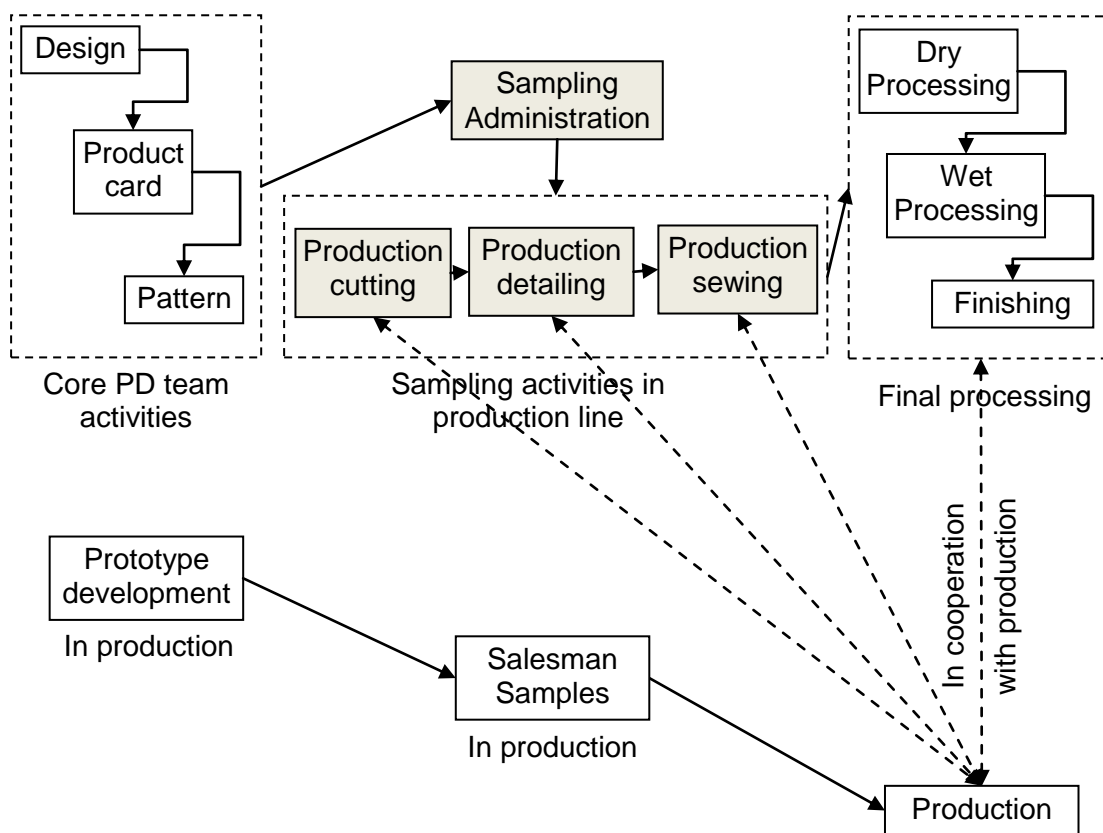 Design
Product
card
Pattern
Core PD team
activities
Sampling
Administration
Production
cutting
Production
detailing
Production
sewing
Sampling activities in
production line
Dry
Processing
Wet
Processing
Finishing
Final processing
Prototype
development
In production
Salesman
Samples
In production
In cooperation
with production
Production